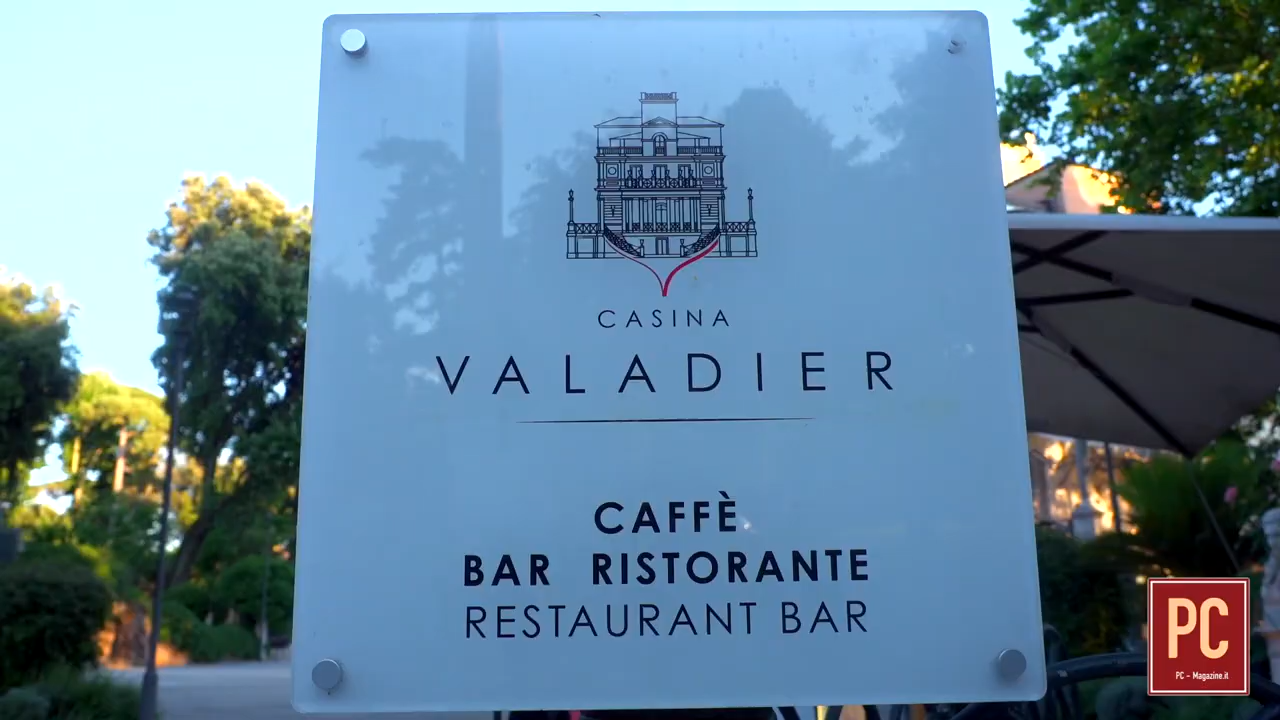 CASINA
VALADIER
CAFFÈ
BAR RISTORANTE
RESTAURANT BAR
PC
PC - Magazine.it